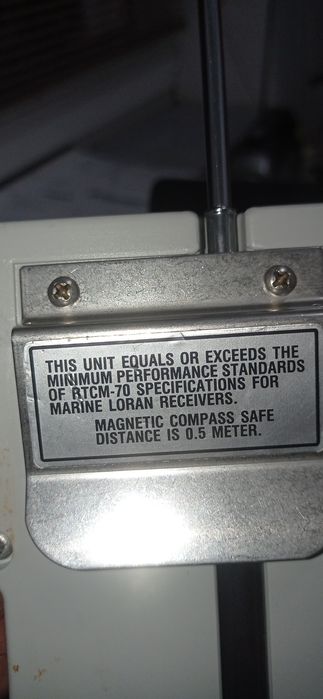 THIS UNIT EQUALS OR EXCEEDS THE
MINIMUM PERFORMANCE STANDARDS
OF RTCM-70 SPECIFICATIONS FOR
MARINE LORAN RECEIVERS.
MAGNETIC COMPASS SAFE
DISTANCE IS 0.5 METER.